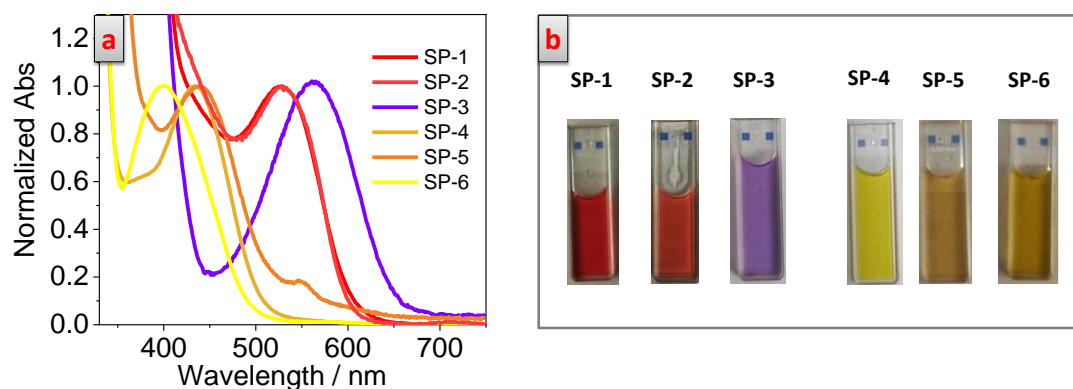 a
1.2
1.0
0.8
0.6
0.4
0.2
0.0
Normalized Abs
400 500 600 700
Wavelength / nm
SP-1
SP-2
SP-3
SP-4
SP-5
SP-6
b
SP-1 SP-2 SP-3 SP-4 SP-5 SP-6